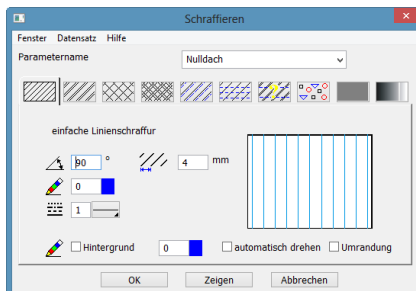 Schraffieren
Fenster Datensatz Hilfe
Parametername Nulldach
einfache Linienschraffur
90 ° 4 mm
0
1
Hintergrund 0 automatisch drehen Umrandung
OK Zeigen Abbrechen